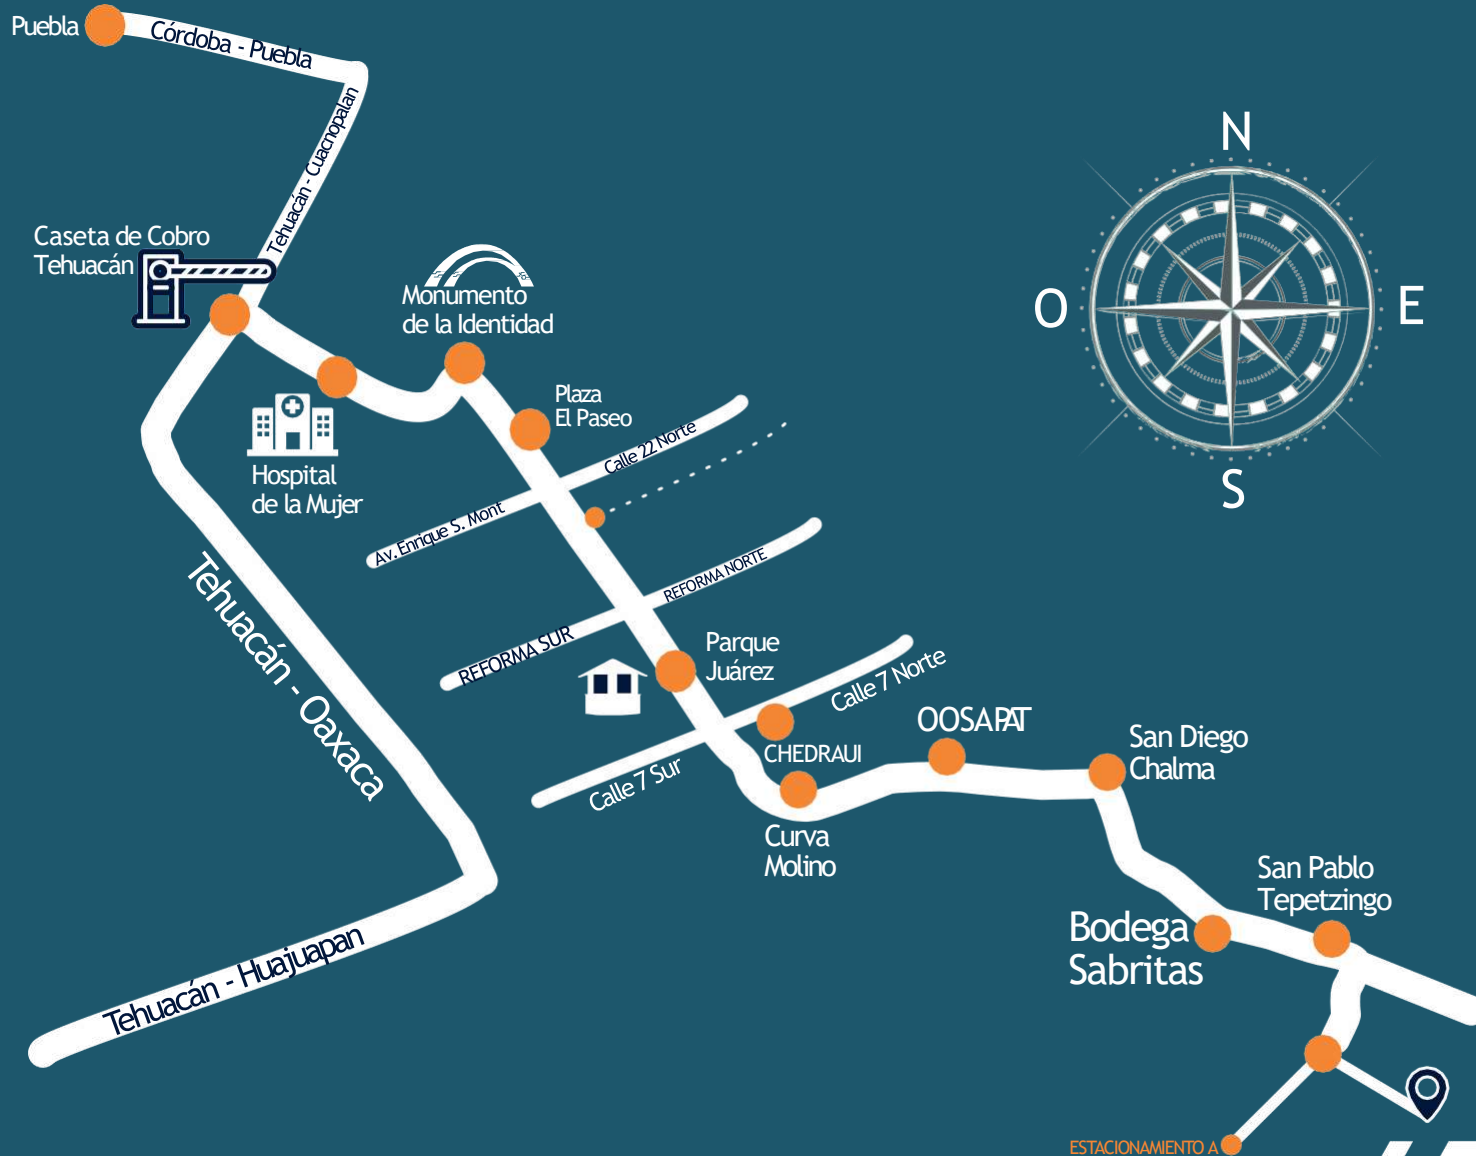 Puebla
Córdoba - Puebla
Tehuacán - Cuacnopalan
N
Caseta de Cobro
Tehuacán
Monumento
de la Identidad
O
E
Plaza
El Paseo
Calle 22 Norte
Hospital
de la Mujer
S
Av. Enrique S. Mont
REFORMA NORTE
Tehuacán - Oaxaca
REFORMA SUR
Parque
Juárez
Calle 7 Norte
OOSAPAT
CHEDRAUI
San Diego
Chalma
Calle 7 Sur
Curva
Molino
San Pablo
Tepetzingo
Bodega
Sabritas
Tehuacán - Huajuapan
ESTACIONAMIENTO A